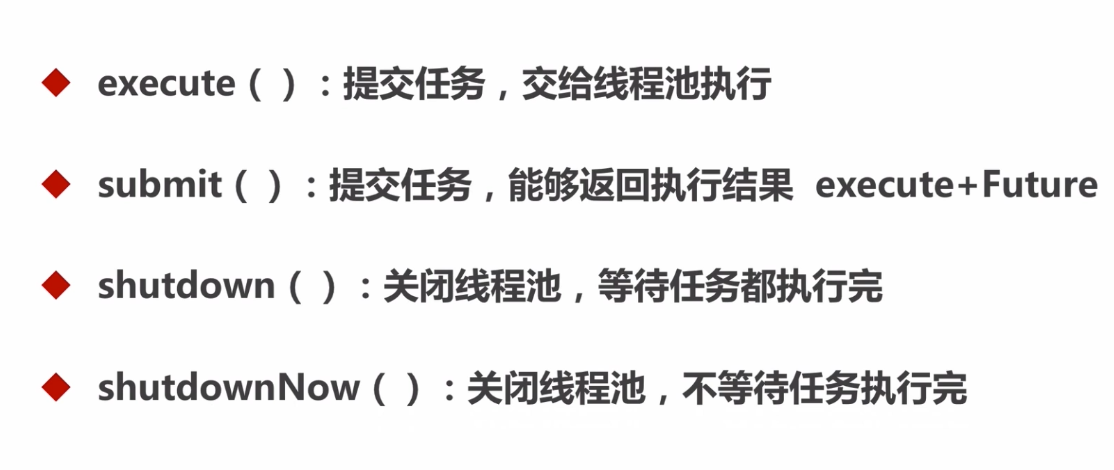 execute（ ）：提交任务，交给线程池执行
submit（ ）：提交任务，能够返回执行结果 execute+Future
shutdown（ ）：关闭线程池，等待任务都执行完
shutdownNow（ ）：关闭线程池，不等待任务执行完